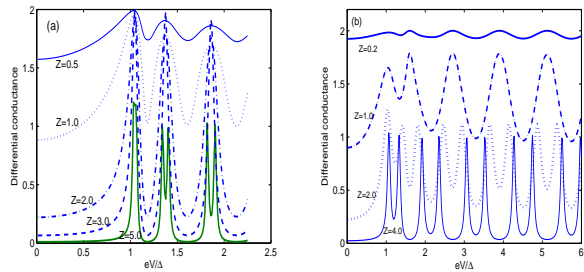 (a)
Differential conductance
2
1.5
1
0.5
0
Z=0.5
Z=1.0
Z=2.0
Z=3.0
Z=5.0
0 0.5 1 1.5 2 2.5
eV/Δ
(b)
Differential conductance
2
1.5
1
0.5
0
Z=0.2
Z=1.0
Z=2.0
Z=4.0
0 1 2 3 4 5 6
eV/Δ